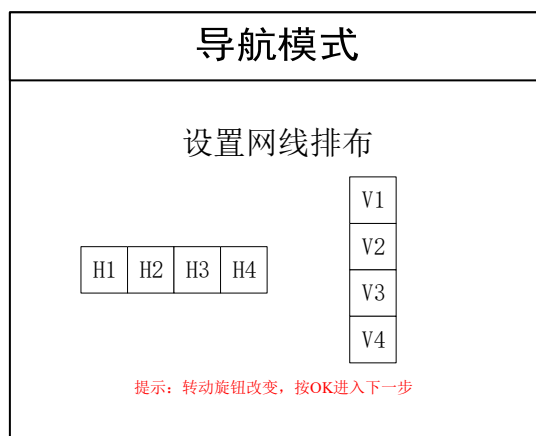 导航模式
设置网线排布
V1
V2
H1 H2 H3 H4
V3
V4
提示：转动旋钮改变，按OK进入下一步